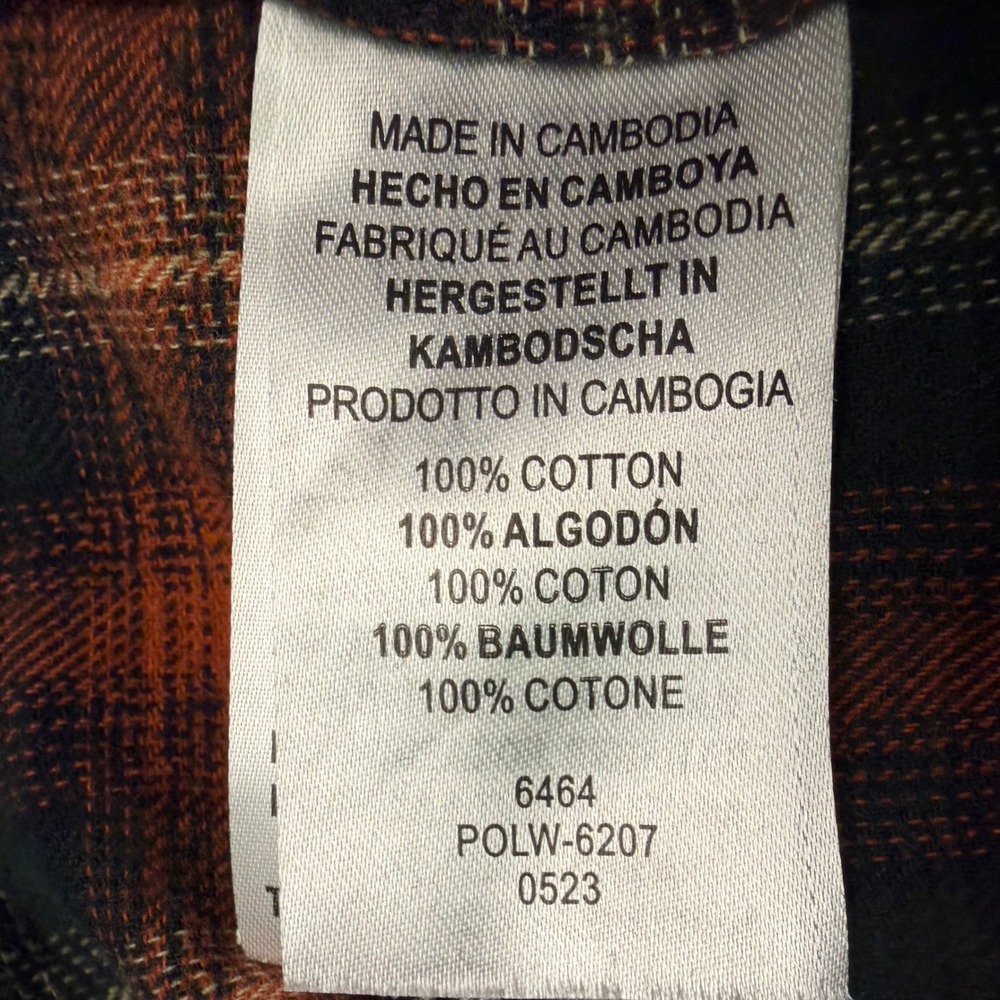 MADE IN CAMBODIA
HECHO EN CAMBOYA
FABRIQUÉ AU CAMBODIA
HERGESTELLT IN
KAMBODSCHA
PRODOTTO IN CAMBOGIA
100% COTTON
100% ALGODÓN
100% COTON
100% BAUMWOLLE
100% COTONE
6464
POLW-6207
0523